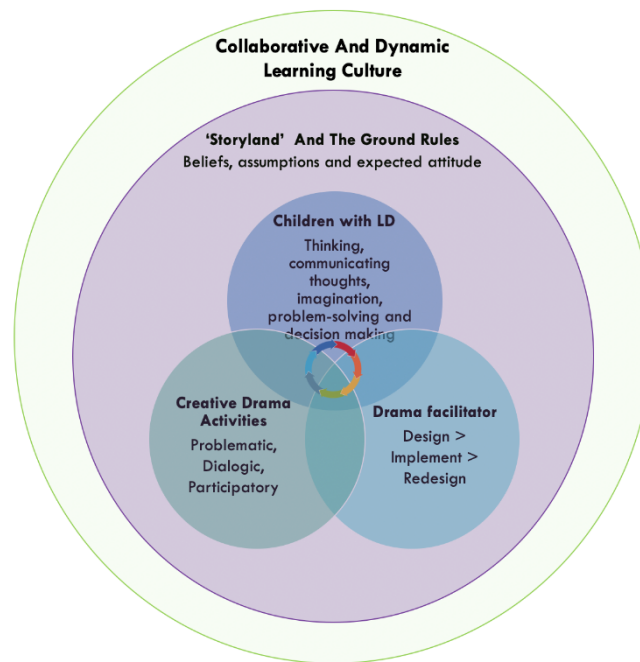 Collaborative And Dynamic
Learning Culture
‘Storyland’ And The Ground Rules
Beliefs, assumptions and expected attitude
Children with LD
Thinking,
communicating
thoughts,
imagination,
problem-solving and
decision making
Creative Drama
Activities
Problematic,
Dialogic,
Participatory
Drama facilitator
Design >
Implement >
Redesign